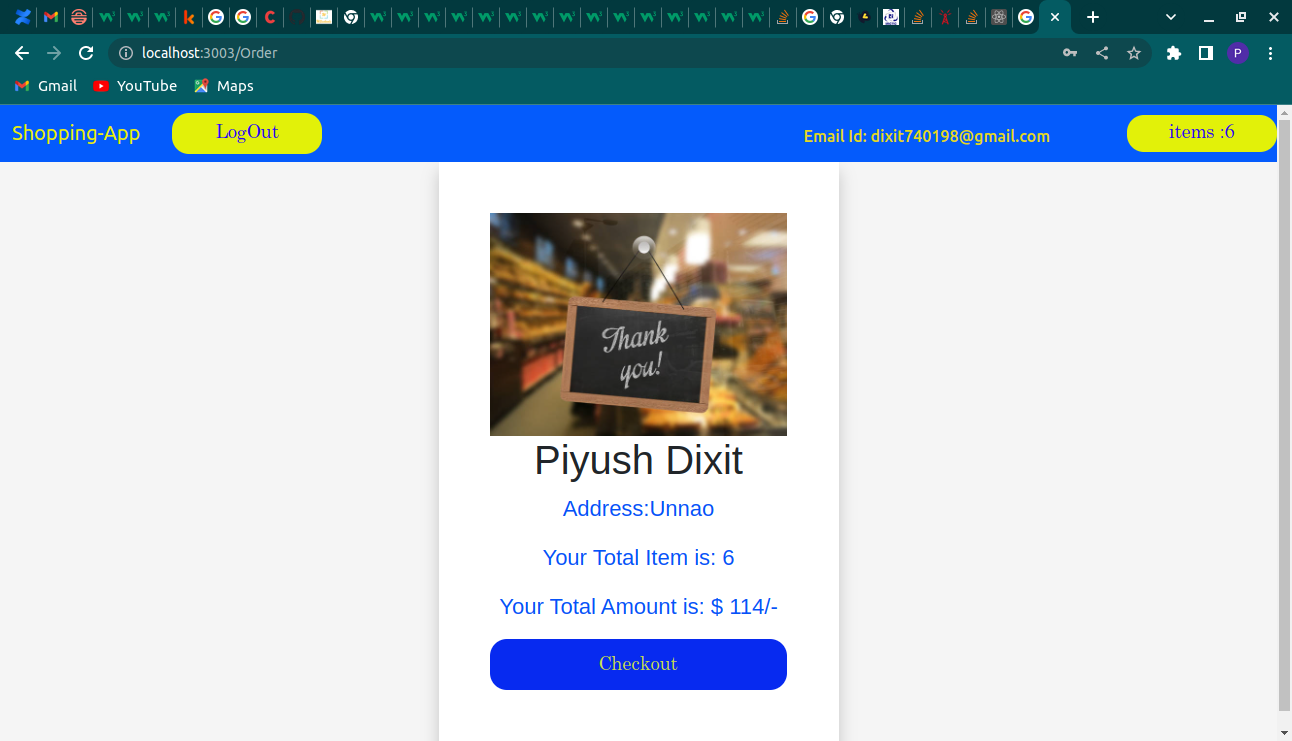 localhost:3003/Order
P
Gmail
YouTube
Maps
Shopping-App
LogOut
Email Id: dixit740198@gmail.com
items :6
Thank
you!
Piyush Dixit
Address:Unnao
Your Total Item is: 6
Your Total Amount is: $ 114/-
Checkout